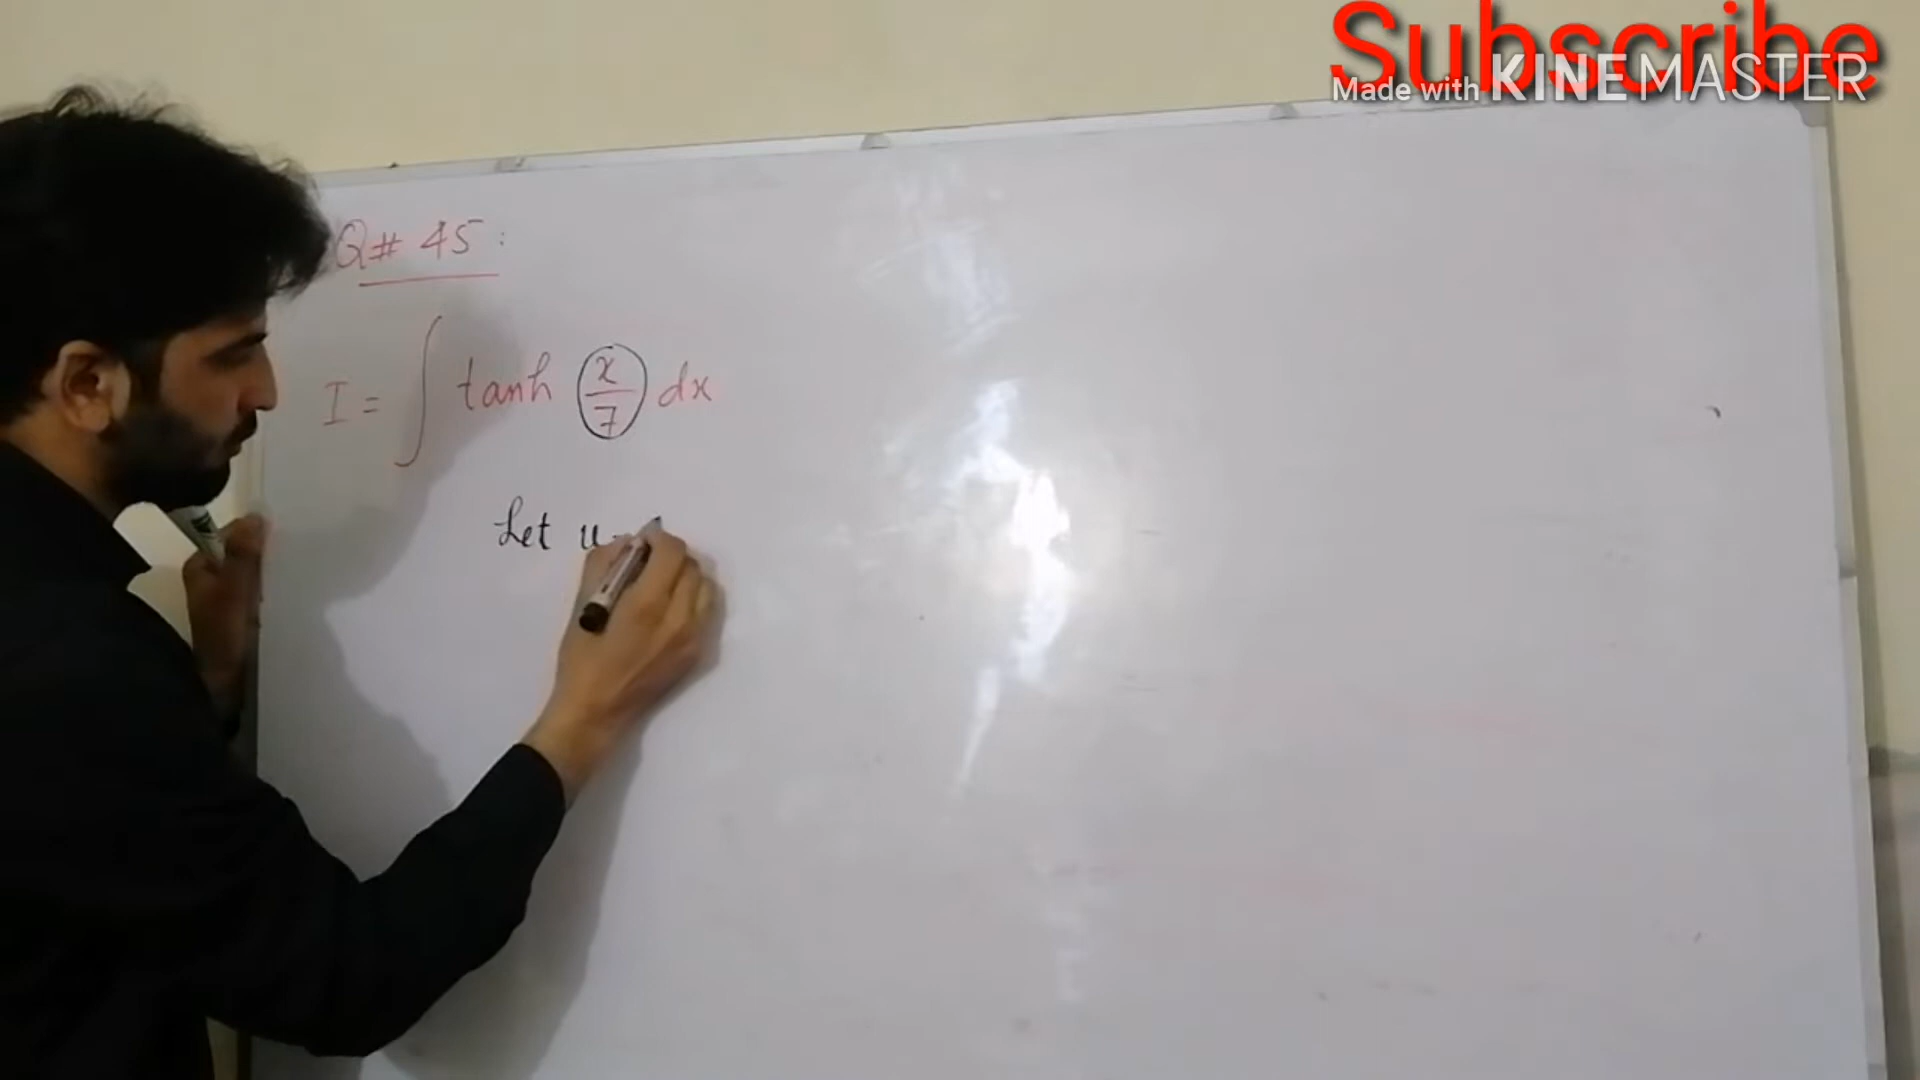 Subscribe
Made with KINEMASTER
Q# 45:
I = ∫ tanh (x/7) dx
Let u =